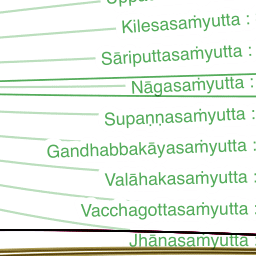 Kilesasaṁyutta :
Sāriputtasaṁyutta :
Nāgasaṁyutta :
Supaṇṇasaṁyutta :
Gandhabbakāyasaṁyutta :
Valāhakasaṁyutta :
Vacchagottasaṁyutta :
Jhānasaṁyutta :